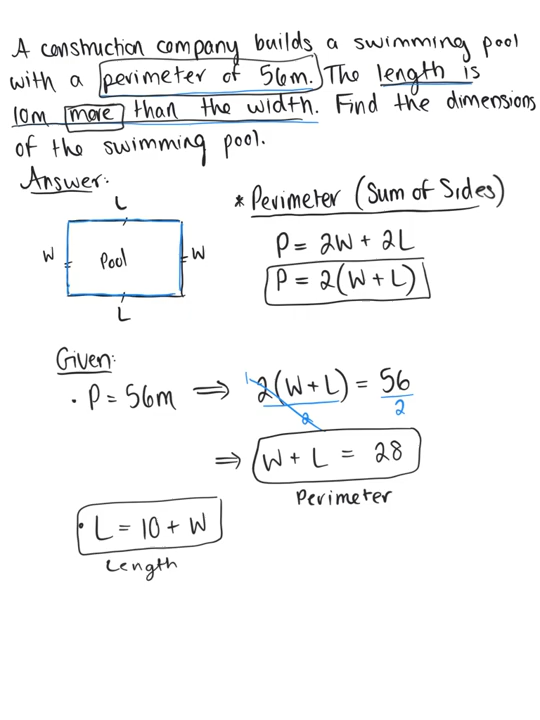 A construction company builds a swimming pool
with a perimeter of 56m. The length is
10m more than the width. Find the dimensions
of the swimming pool.
Answer:
* Perimeter (Sum of Sides)
L
W Pool W
L
P = 2W + 2L
P = 2(W + L)
Given:
• P = 56m ⇒ 2(W + L) = 56
1 2 2
⇒ W + L = 28
Perimeter
• L = 10 + W
Length